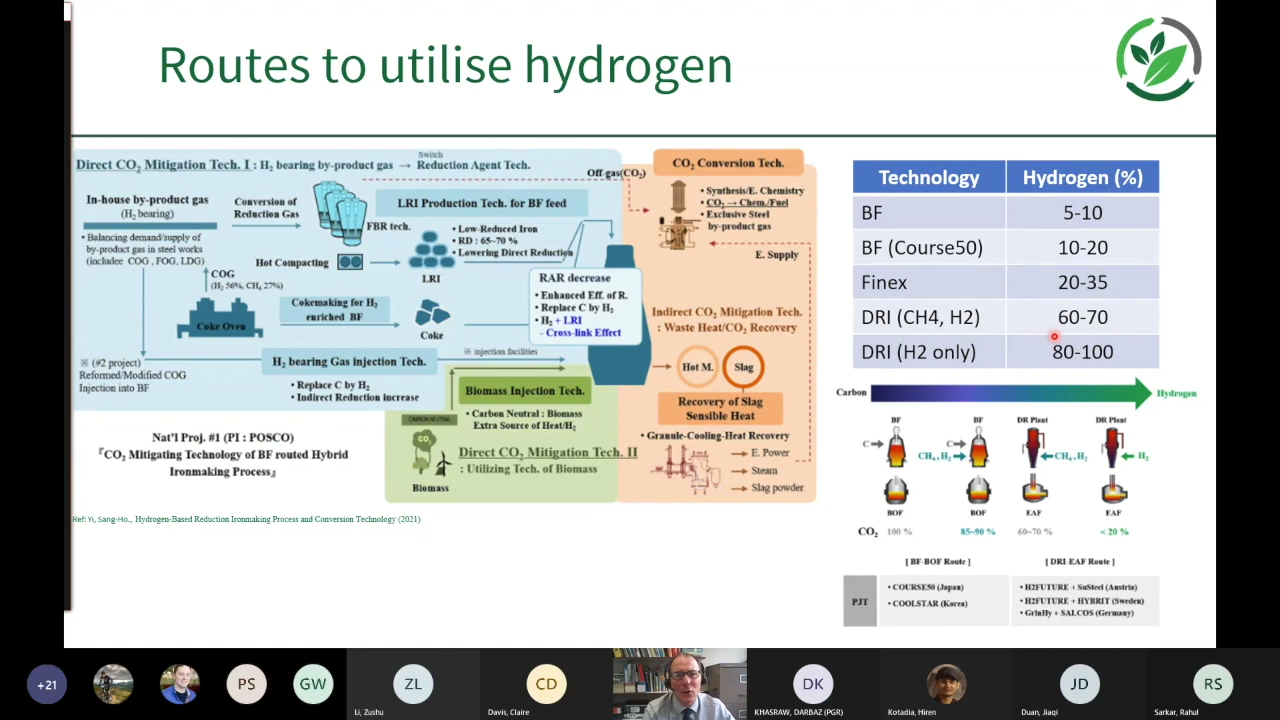 Routes to utilise hydrogen
Direct CO2 Mitigation Tech. I : H2 bearing by-product gas → Reduction Agent Tech.
Switch
Off-gas(CO2)
In-house by-product gas
(H2 bearing)
Conversion of
Reduction Gas
FBR tech.
LRI Production Tech. for BF feed
• Balancing demand/supply of
by-product gas in steel works
(includee COG , FOG, LDG)
• Low-Reduced Iron
• RD : 65~70 %
• Lowering Direct Reduction
Hot Compacting
LRI
COG
(H2 56%, CH4 27%)
Coke Oven
Cokemaking for H2
enriched BF
Coke
RAR decrease
• Enhanced Eff. of R.
• Replace C by H2
• H2 + LRI
- Cross-link Effect
※ (#2 project)
Reformed/Modified COG
Injection into BF
H2 bearing Gas injection Tech.
※ injection facilities
• Replace C by H2
• Indirect Reduction increase
Biomass Injection Tech.
• Carbon Neutral : Biomass
Extra Source of Heat/H2
CARBON NEUTRAL
CO2
Biomass
Direct CO2 Mitigation Tech. II
: Utilizing Tech. of Biomass
CO2 Conversion Tech.
• Synthesis/E. Chemistry
• CO2 → Chem./Fuel
• Exclusive Steel
by-product gas
E. Supply
Indirect CO2 Mitigation Tech.
: Waste Heat/CO2 Recovery
Hot M.
Slag
Recovery of Slag
Sensible Heat
• Granule-Cooling-Heat Recovery
E. Power
Steam
Slag powder
Nat'l Proj. #1 (PI : POSCO)
『CO2 Mitigating Technology of BF routed Hybrid
Ironmaking Process』
Ref: Yi, Sang-Ho., Hydrogen-Based Reduction Ironmaking Process and Conversion Technology (2021)
Technology Hydrogen (%)
BF 5-10
BF (Course50) 10-20
Finex 20-35
DRI (CH4, H2) 60-70
DRI (H2 only) 80-100
Carbon Hydrogen
BF BF DR Plant DR Plant
C C
CH4, H2 CH4, H2 H2
BOF BOF EAF EAF
CO2 100 % 85~90 % 60~70 % < 20 %
[ BF-BOF Route ] [ DRI-EAF Route ]
PJT
• COURSE50 (Japan)
• COOLSTAR (Korea)
• H2FUTURE + SuSteel (Austria)
• H2FUTURE + HYBRIT (Sweden)
• GrInHy + SALCOS (Germany)
+21 PS GW ZL CD DK JD RS
Li, Zushu Davis, Claire KHASRAW, DARBAZ (PGR) Kotadia, Hiren Duan, Jiaqi Sarkar, Rahul